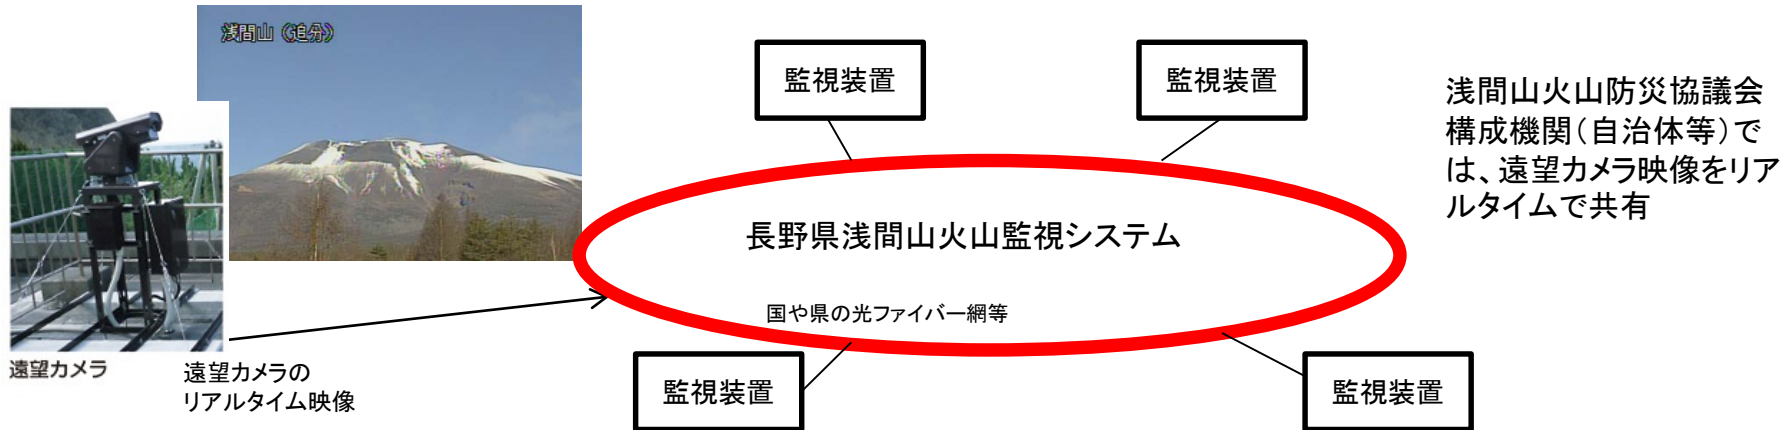 浅間山（追分）
監視装置
監視装置
浅間山火山防災協議会
構成機関（自治体等）で
は、遠望カメラ映像をリア
ルタイムで共有
長野県浅間山火山監視システム
国や県の光ファイバー網等
遠望カメラ
遠望カメラの
リアルタイム映像
監視装置
監視装置